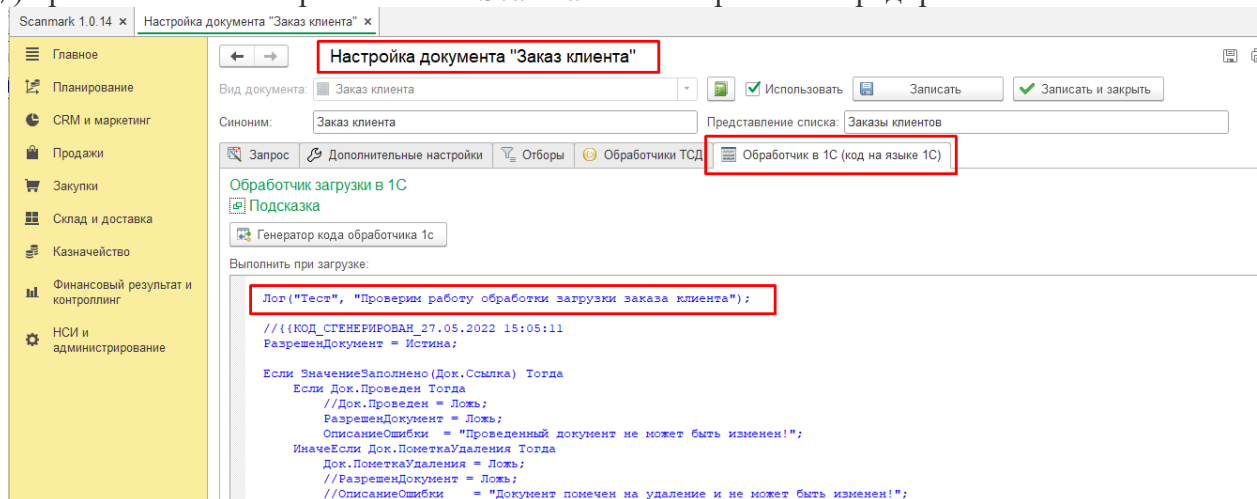 Scanmark 1.0.14 × Настройка документа "Заказ клиента" ×
Главное
Планирование
CRM и маркетинг
Продажи
Закупки
Склад и доставка
Казначейство
Финансовый результат и
контроллинг
НСИ и
администрирование
Настройка документа "Заказ клиента"
Вид документа: Заказ клиента Использовать Записать Записать и закрыть
Синоним: Заказ клиента Представление списка: Заказы клиентов
Запрос Дополнительные настройки Отборы Обработчики ТСД Обработчик в 1С (код на языке 1С)
Обработчик загрузки в 1С
Подсказка
Генератор кода обработчика 1с
Выполнить при загрузке:
Лог("Тест", "Проверим работу обработки загрузки заказа клиента");
//{{КОД_СГЕНЕРИРОВАН_27.05.2022 15:05:11
РазрешенДокумент = Истина;
Если ЗначениеЗаполнено(Док.Ссылка) Тогда
Если Док.Проведен Тогда
//Док.Проведен = Ложь;
РазрешенДокумент = Ложь;
ОписаниеОшибки = "Проведенный документ не может быть изменен!";
ИначеЕсли Док.ПометкаУдаления Тогда
Док.ПометкаУдаления = Ложь;
//РазрешенДокумент = Ложь;
//ОписаниеОшибки = "Документ помечен на удаление и не может быть изменен!";